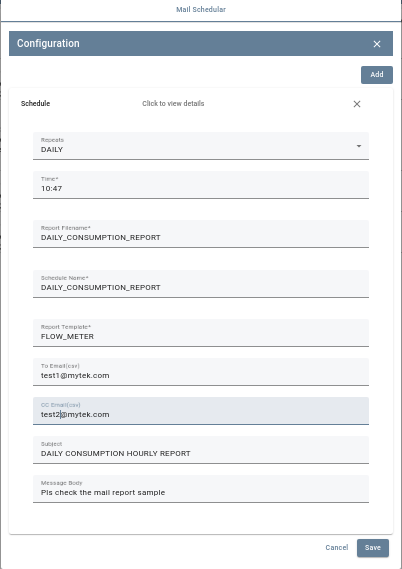 Mail Schedular
Configuration
Add
Schedule
Click to view details
Repeats
DAILY
Time*
10:47
Report Filename*
DAILY_CONSUMPTION_REPORT
Schedule Name*
DAILY_CONSUMPTION_REPORT
Report Template*
FLOW_METER
To Email(csv)
test1@mytek.com
CC Email(csv)
test2@mytek.com
Subject
DAILY CONSUMPTION HOURLY REPORT
Message Body
Pls check the mail report sample
Cancel
Save